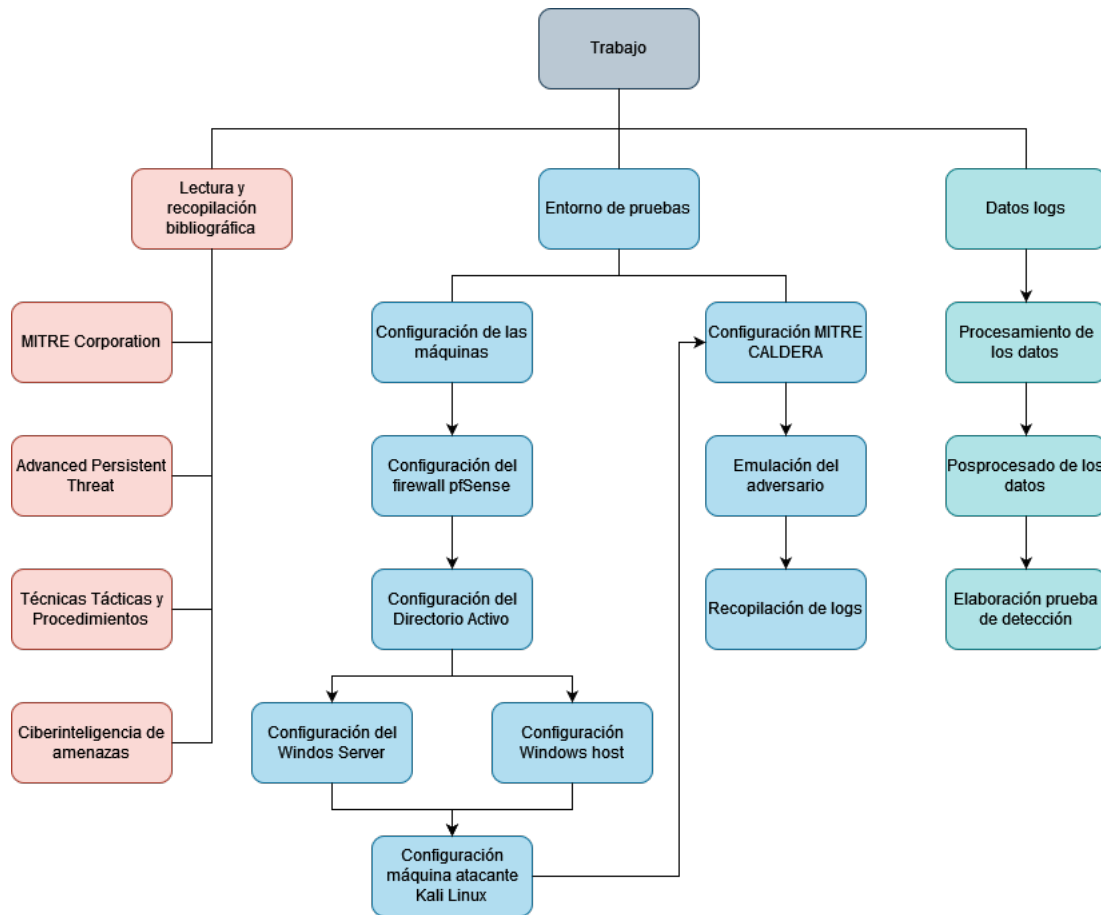 Trabajo
Lectura y
recopilación
bibliográfica
Entorno de pruebas
Datos logs
MITRE Corporation
Configuración de las
máquinas
Configuración MITRE
CALDERA
Procesamiento de
los datos
Advanced Persistent
Threat
Configuración del
firewall pfSense
Emulación del
adversario
Posprocesado de los
datos
Técnicas Tácticas y
Procedimientos
Configuración del
Directorio Activo
Recopilación de logs
Elaboración prueba
de detección
Ciberinteligencia de
amenazas
Configuración del
Windos Server
Configuración
Windows host
Configuración
máquina atacante
Kali Linux